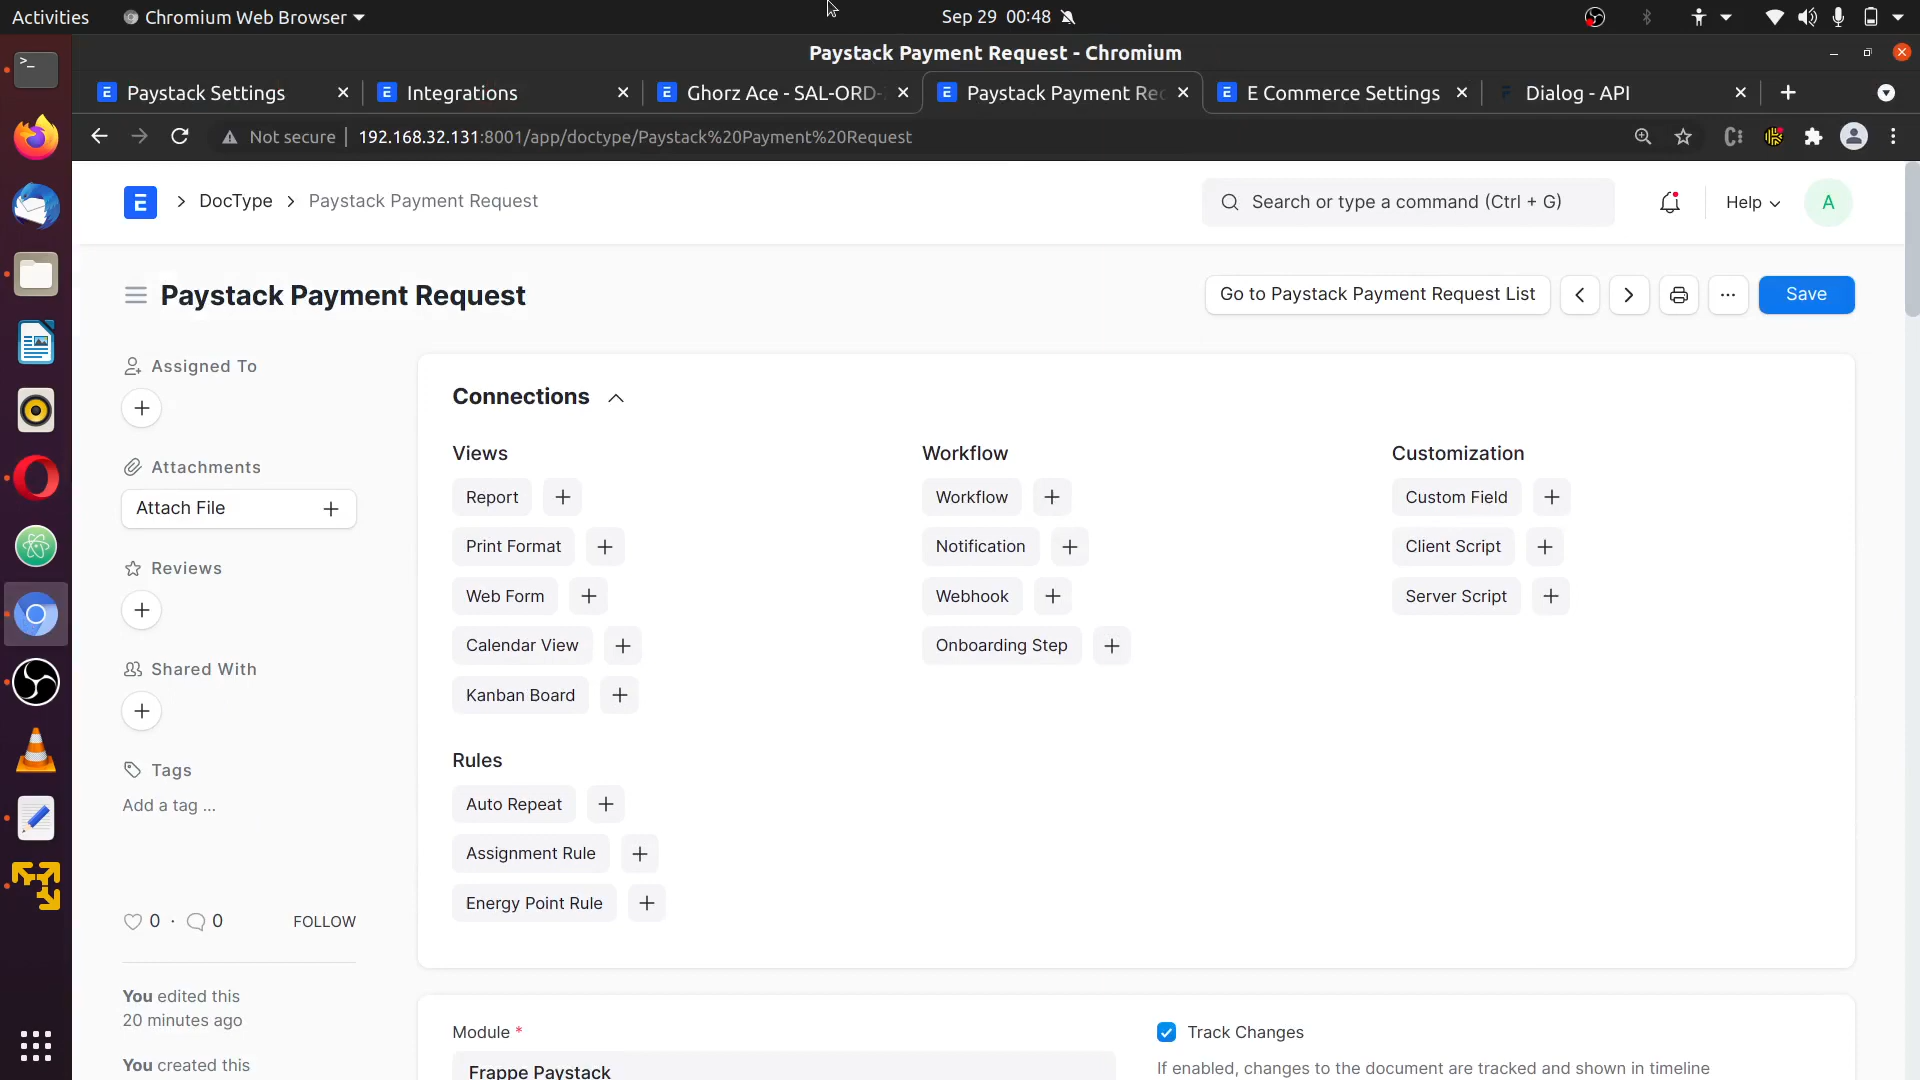 Activities
Chromium Web Browser
Sep 29 00:48
Paystack Payment Request - Chromium
Paystack Settings
Integrations
Ghorz Ace - SAL-ORD-
Paystack Payment Req
E Commerce Settings
Dialog - API
Not secure
192.168.32.131:8001/app/doctype/Paystack%20Payment%20Request
E
DocType
Paystack Payment Request
Search or type a command (Ctrl + G)
Help
A
Paystack Payment Request
Go to Paystack Payment Request List
...
Save
Assigned To
Attachments
Attach File
Reviews
Shared With
Tags
Add a tag ...
0 · 0
FOLLOW
You edited this
20 minutes ago
You created this
Connections
Views
Report
Print Format
Web Form
Calendar View
Kanban Board
Workflow
Workflow
Notification
Webhook
Onboarding Step
Customization
Custom Field
Client Script
Server Script
Rules
Auto Repeat
Assignment Rule
Energy Point Rule
Module *
Frappe Paystack
Track Changes
If enabled, changes to the document are tracked and shown in timeline